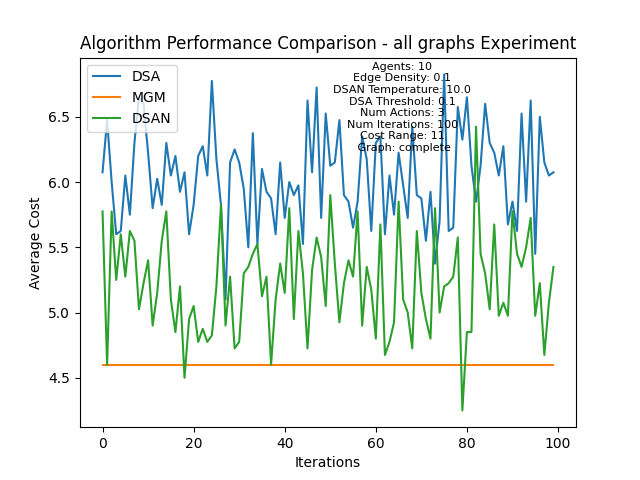 Algorithm Performance Comparison - all graphs Experiment
DSA
MGM
DSAN
Agents: 10
Edge Density: 0.1
DSAN Temperature: 10.0
DSA Threshold: 0.1
Num Actions: 3
Num Iterations: 100
Cost Range: 11
Graph: complete
Average Cost
6.5
6.0
5.5
5.0
4.5
0 20 40 60 80 100
Iterations